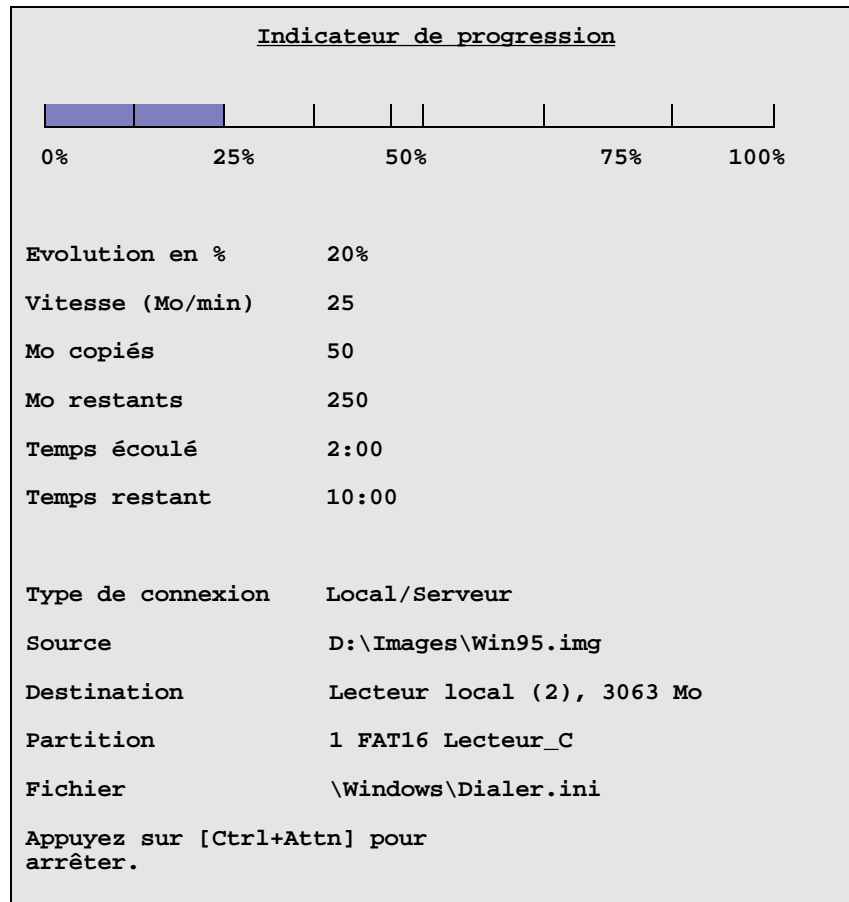 Indicateur de progression
0% 25% 50% 75% 100%
Evolution en % 20%
Vitesse (Mo/min) 25
Mo copiés 50
Mo restants 250
Temps écoulé 2:00
Temps restant 10:00
Type de connexion Local/Serveur
Source D:\Images\Win95.img
Destination Lecteur local (2), 3063 Mo
Partition 1 FAT16 Lecteur_C
Fichier \Windows\Dialer.ini
Appuyez sur [Ctrl+Attn] pour
arrêter.